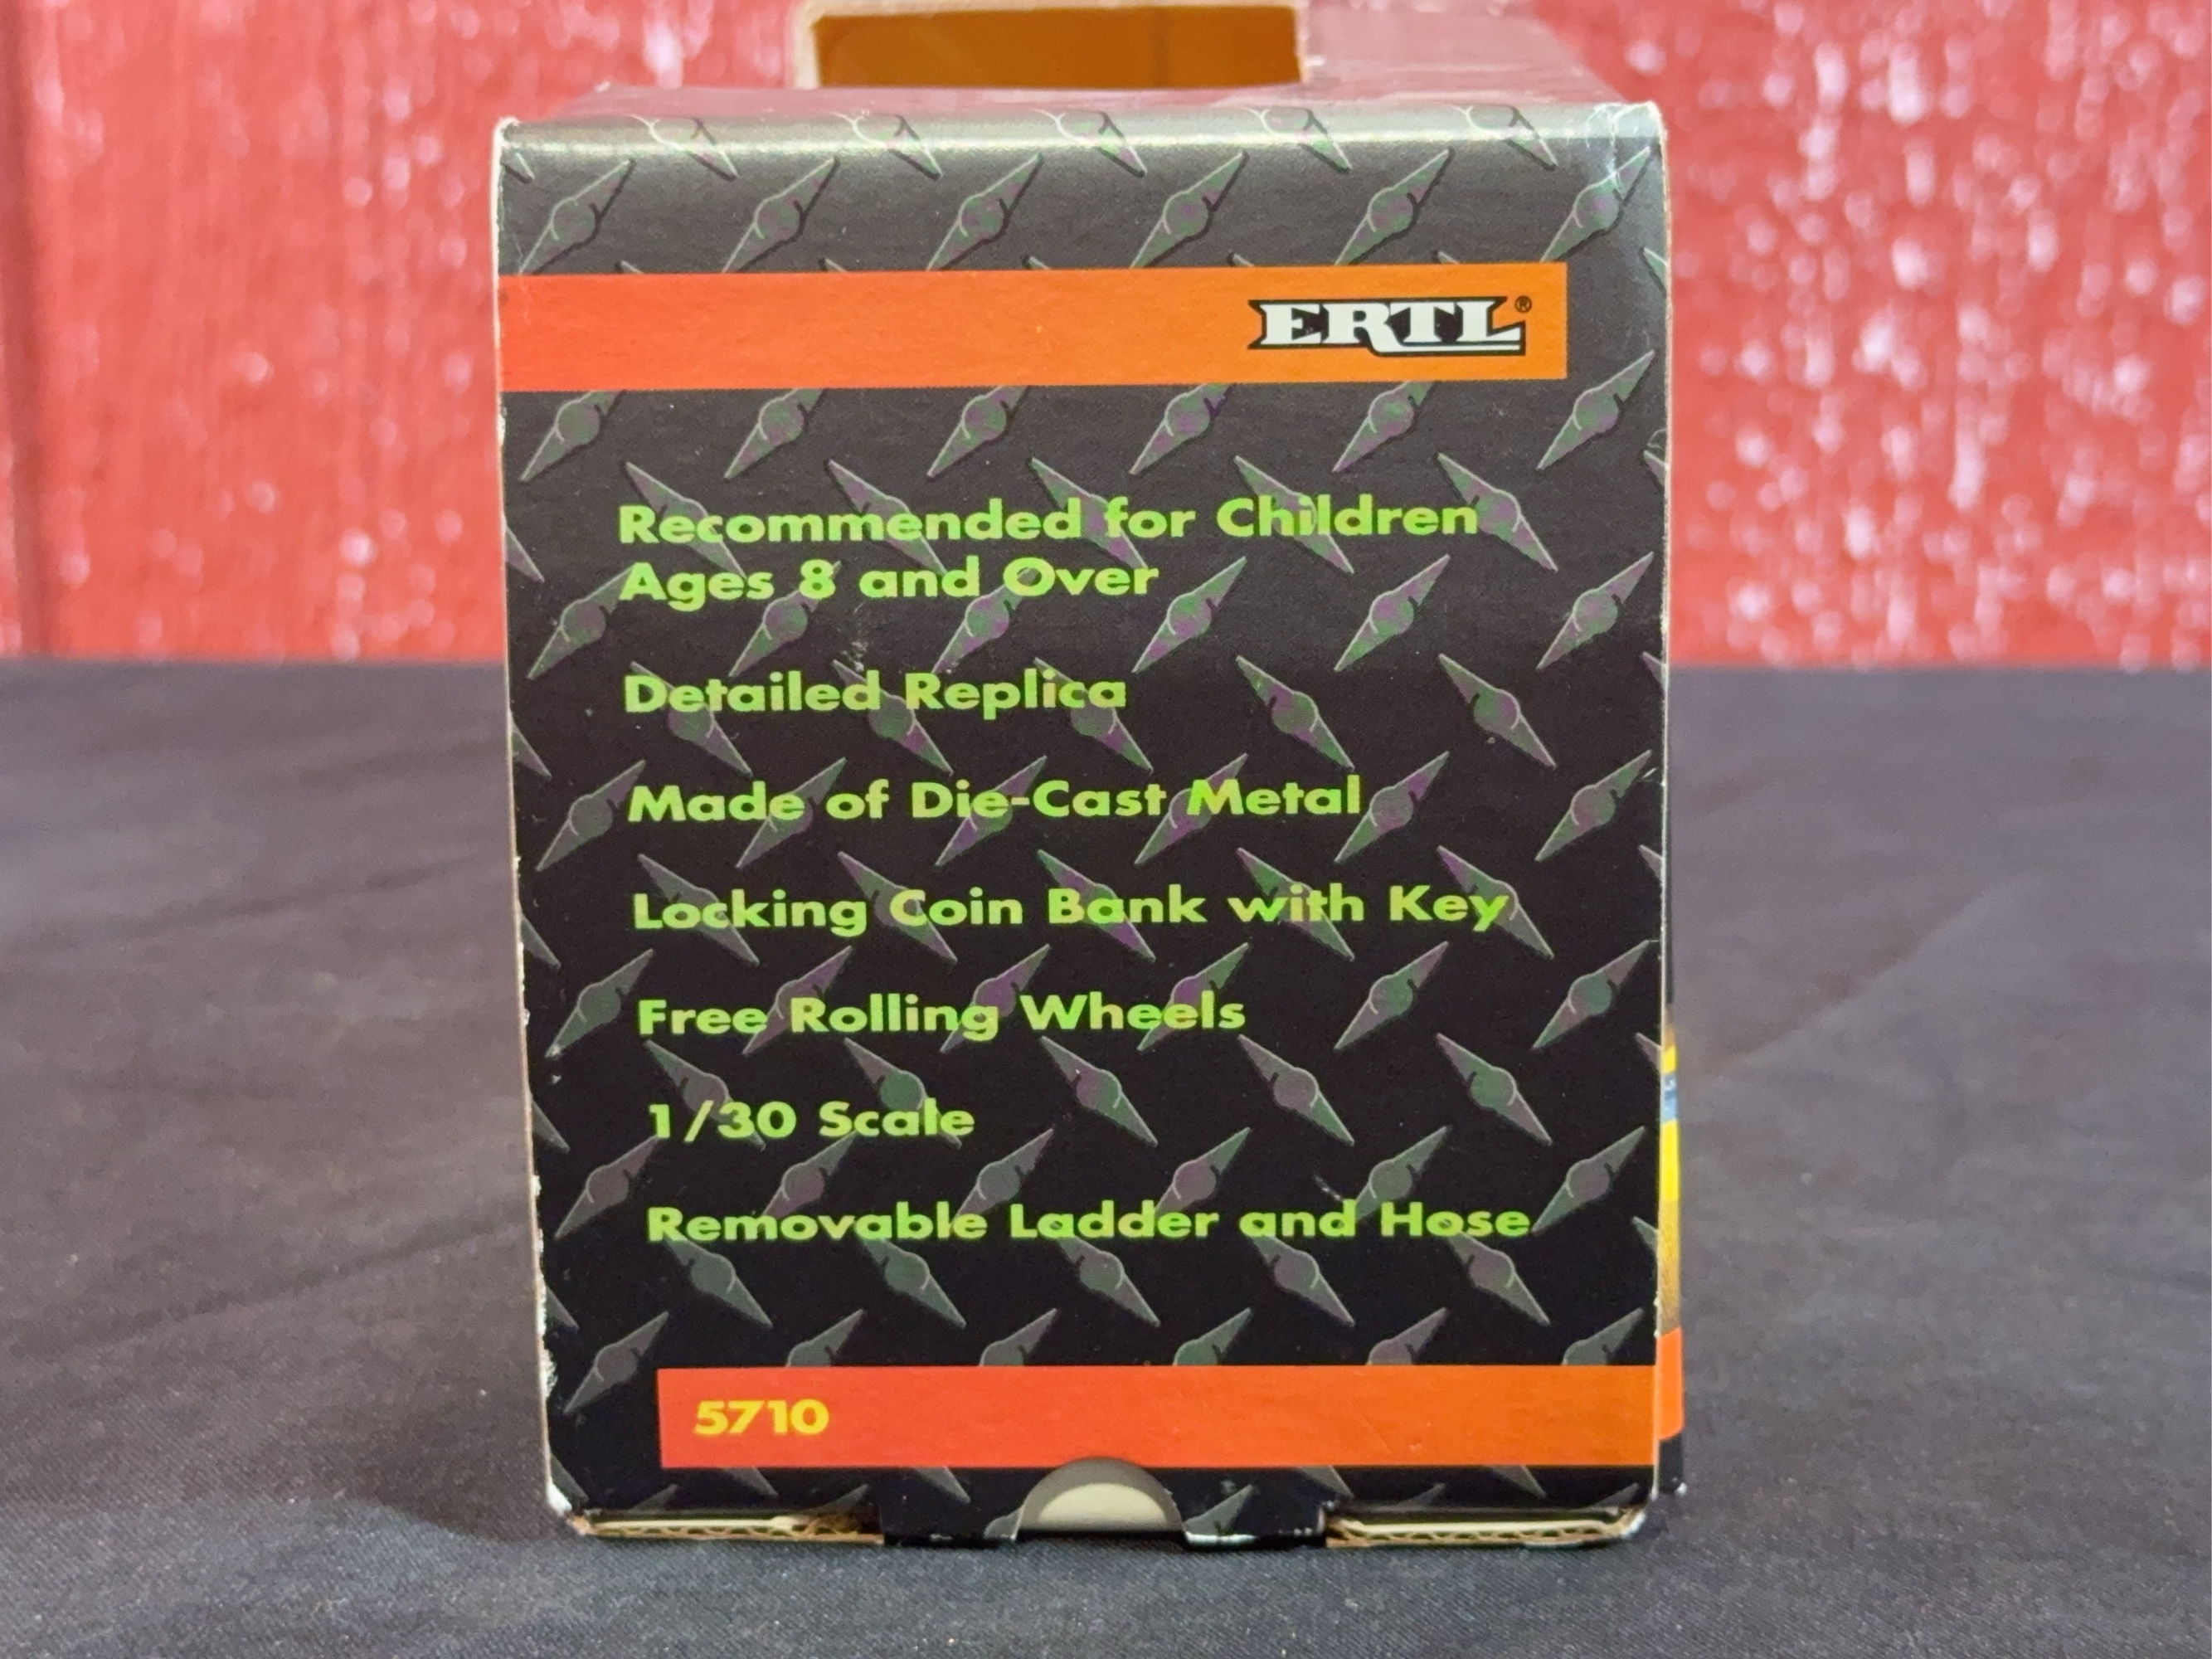 ERTL®
Recommended for Children
Ages 8 and Over
Detailed Replica
Made of Die-Cast Metal
Locking Coin Bank with Key
Free Rolling Wheels
1/30 Scale
Removable Ladder and Hose
5710